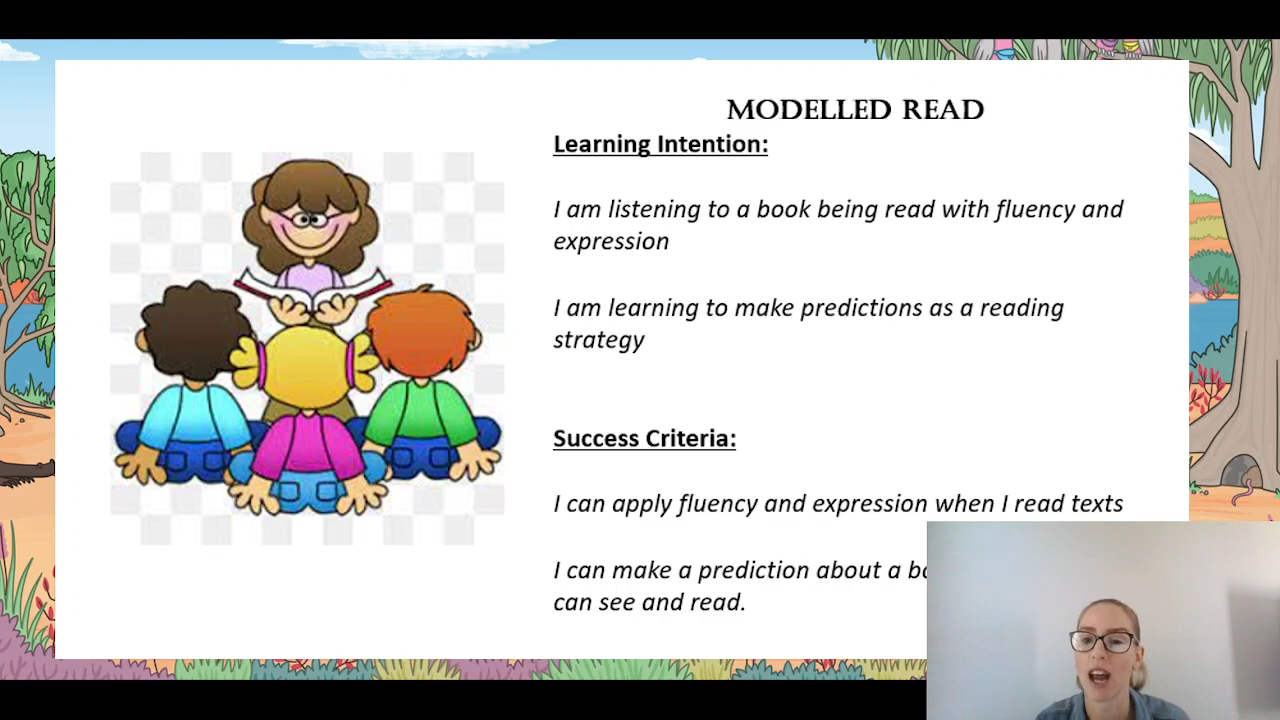 MODELLED READ
Learning Intention:
I am listening to a book being read with fluency and
expression
I am learning to make predictions as a reading
strategy
Success Criteria:
I can apply fluency and expression when I read texts
I can make a prediction about a
can see and read.